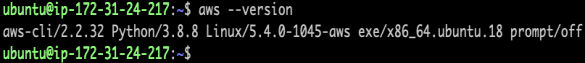 ubuntu@ip-172-31-24-217:~$ aws --version
aws-cli/2.2.32 Python/3.8.8 Linux/5.4.0-1045-aws exe/x86_64.ubuntu.18 prompt/off
ubuntu@ip-172-31-24-217:~$